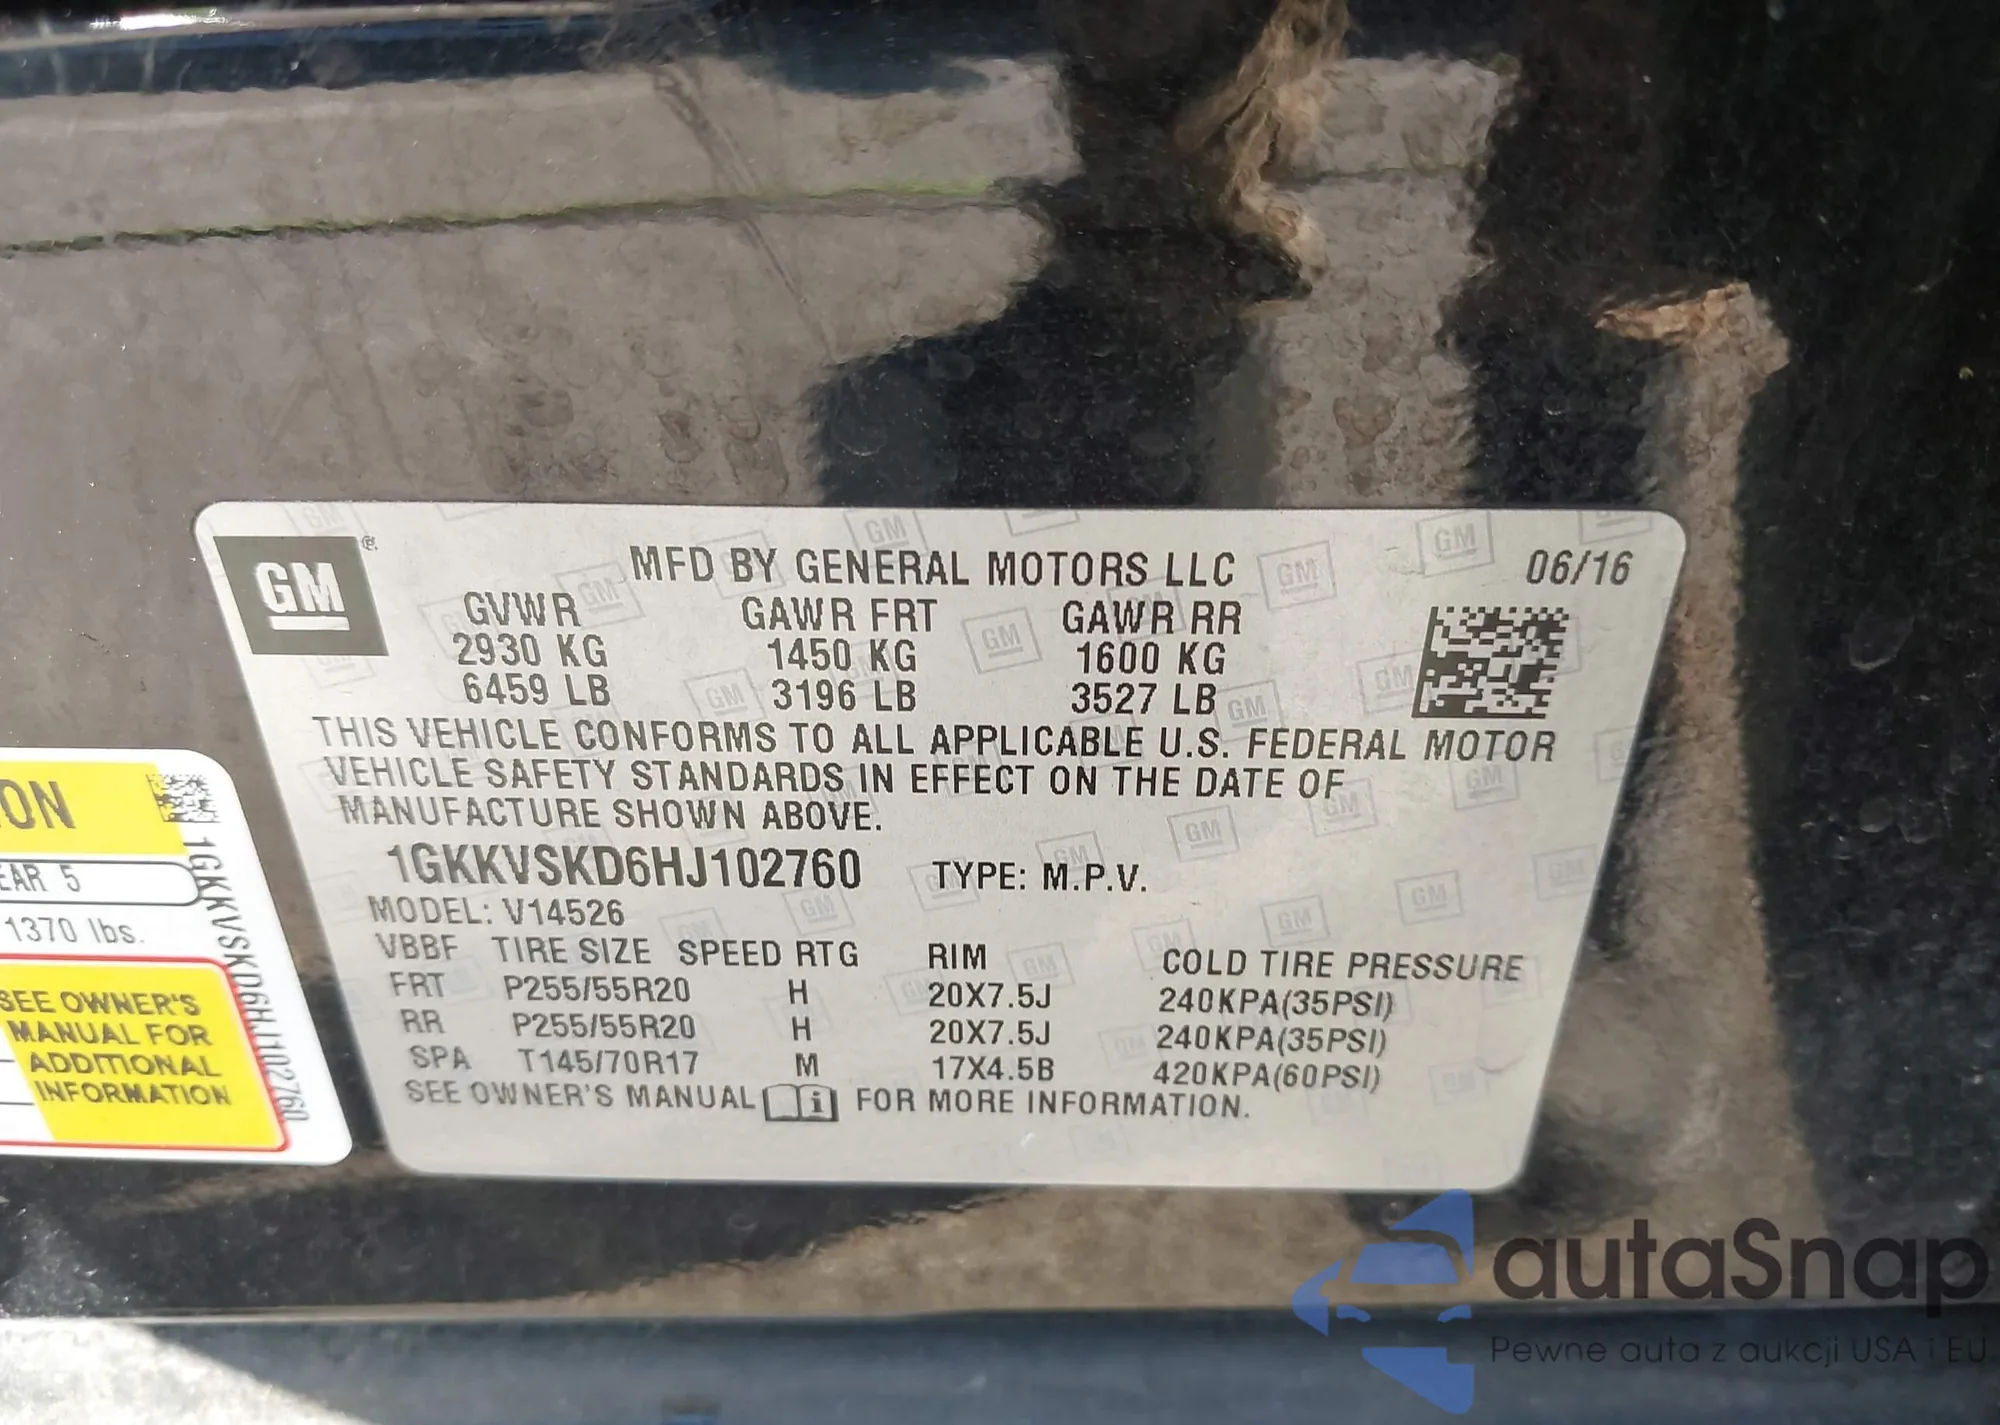 GM
®
MFD BY GENERAL MOTORS LLC 06/16
GVWR GAWR FRT GAWR RR
2930 KG 1450 KG 1600 KG
6459 LB 3196 LB 3527 LB
THIS VEHICLE CONFORMS TO ALL APPLICABLE U.S. FEDERAL MOTOR
VEHICLE SAFETY STANDARDS IN EFFECT ON THE DATE OF
MANUFACTURE SHOWN ABOVE.
1GKKVSKD6HJ102760 TYPE: M.P.V.
MODEL: V14526
VBBF TIRE SIZE SPEED RTG RIM COLD TIRE PRESSURE
FRT P255/55R20 H 20X7.5J 240KPA(35PSI)
RR P255/55R20 H 20X7.5J 240KPA(35PSI)
SPA T145/70R17 M 17X4.5B 420KPA(60PSI)
SEE OWNER'S MANUAL i FOR MORE INFORMATION.
ON
EAR 5
1370 lbs.
SEE OWNER'S
MANUAL FOR
ADDITIONAL
INFORMATION
1GKKVSKD6HJ102760
autaSnap
Pewne auta z aukcji USA i EU